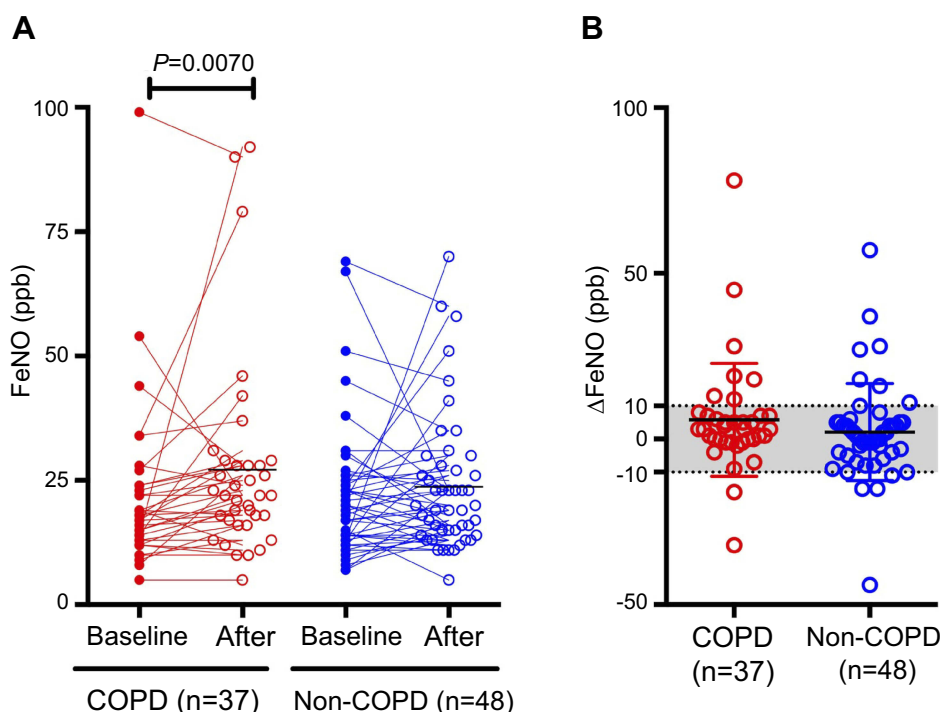 A
P=0.0070
FeNO (ppb)
100
75
50
25
0
Baseline After Baseline After
COPD (n=37) Non-COPD (n=48)
B
ΔFeNO (ppb)
100
50
10
0
-10
-50
COPD Non-COPD
(n=37) (n=48)